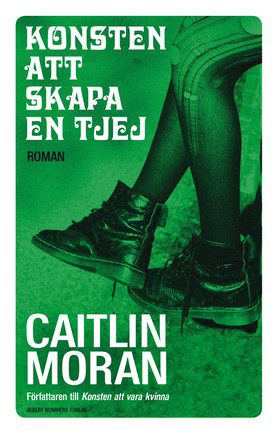 KONSTEN
ATT
SKAPA
EN TJEJ
ROMAN
CAITLIN
MORAN
Författaren till Konsten att vara kvinna
ALBERT BONNIERS FÖRLAG